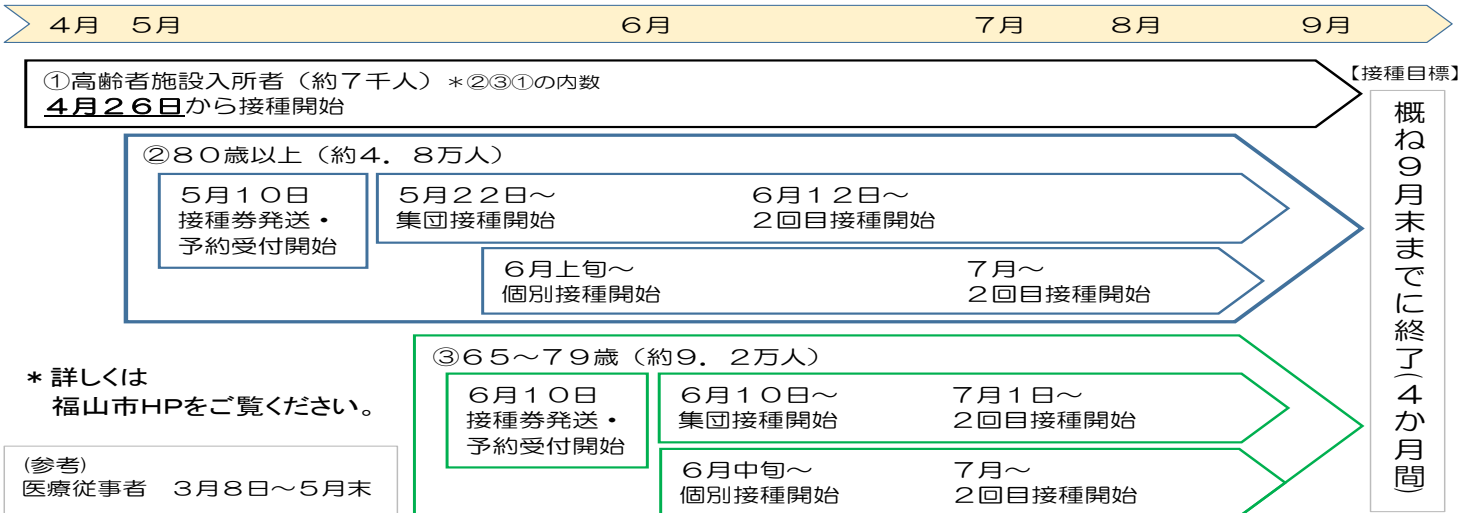 4月 5月 6月 7月 8月 9月
①高齢者施設入所者（約７千人）＊②③①の内数
４月２６日から接種開始
【接種目標】
概ね９月末までに終了（４か月間）
②８０歳以上（約４．８万人）
５月１０日
接種券発送・
予約受付開始
５月２２日～
集団接種開始
６月１２日～
２回目接種開始
６月上旬～
個別接種開始
７月～
２回目接種開始
③６５～７９歳（約９．２万人）
６月１０日
接種券発送・
予約受付開始
６月１０日～
集団接種開始
７月１日～
２回目接種開始
６月中旬～
個別接種開始
７月～
２回目接種開始
＊詳しくは
福山市HPをご覧ください。
(参考)
医療従事者　３月８日～５月末